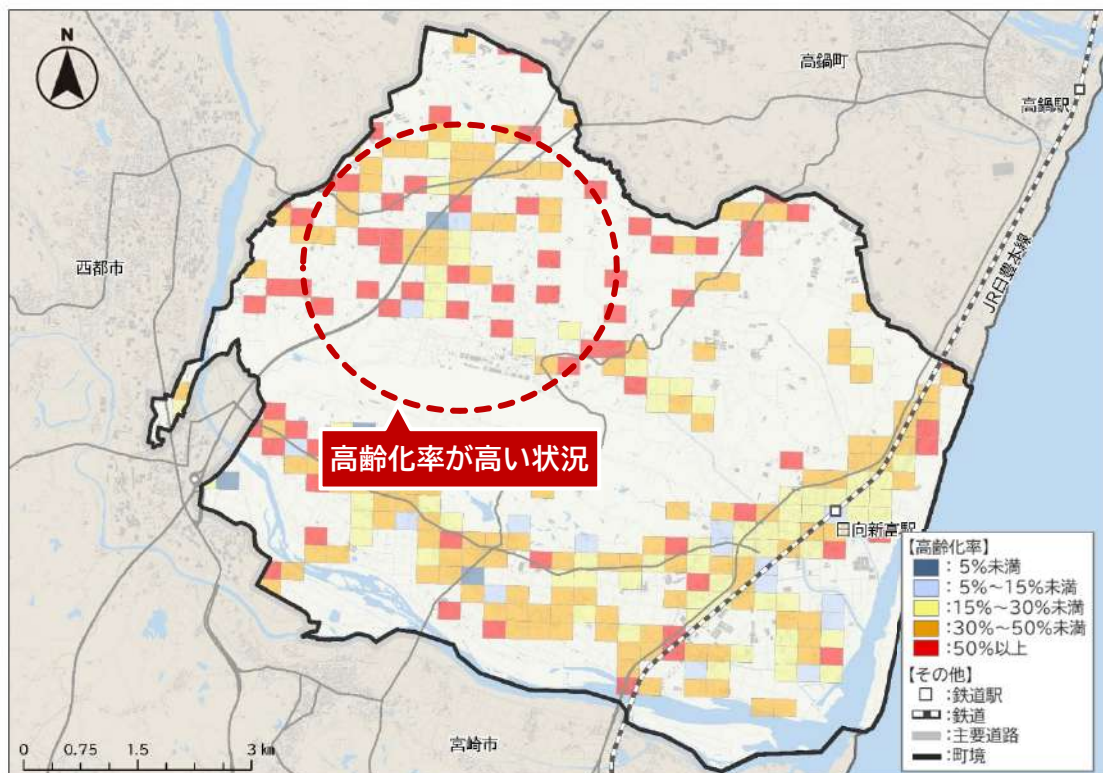 N
高鍋町
高鍋駅
JR日豊本線
西都市
高齢化率が高い状況
日向新富駅
宮崎市
0 0.75 1.5 3 km
【高齢化率】
:5%未満
:5%~15%未満
:15%~30%未満
:30%~50%未満
:50%以上
【その他】
:鉄道駅
:鉄道
:主要道路
:町境